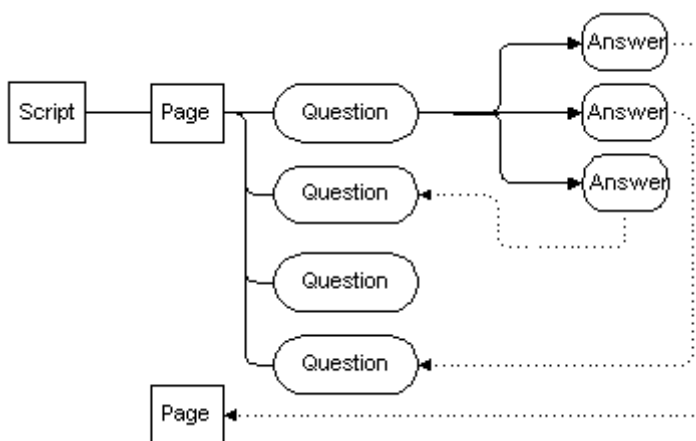 Answer
Script
Page
Question
Answer
Question
Answer
Question
Question
Page